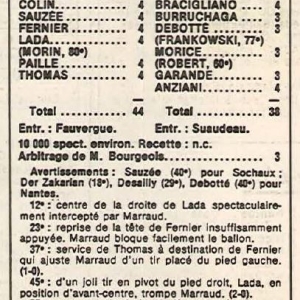 COLIN.......... 4 BRACIGLIANO 4
SAUZÉE........ 4 BURRUCHAGA.. 3
FERNIER........ 4 DEBOTTÉ........ 3
LADA............ 4 (FRANKOWSKI, 77e)
(MORIN, 80e) MORICE.......... 3
PAILLE.......... 4 (ROBERT, 60e)
THOMAS........ 4 GARANDE........ 3
ANZIANI........ 4
Total ............ 44 Total ............ 38
Entr. : Fauvergue. Entr. : Suaudeau.
10 000 spect. environ. Recette : n.c.
Arbitrage de M. Bourgeois.............. 3
Avertissements : Sauzée (40e) pour Sochaux ;
Der Zakarian (18e), Desailly (29e), Debotté (40e) pour
Nantes.
12e : centre de la droite de Lada spectaculaire-
ment intercepté par Marraud.
23e : reprise de la tête de Fernier insuffisamment
appuyée. Marraud bloque facilement le ballon.
37e : service de Thomas à destination de Fernier
qui ajuste Marraud d'un tir placé du pied gauche.
(1-0).
45e : d'un joli tir en pivot du pied droit, Lada, en
position d'avant-centre, trompe Marraud. (2-0).